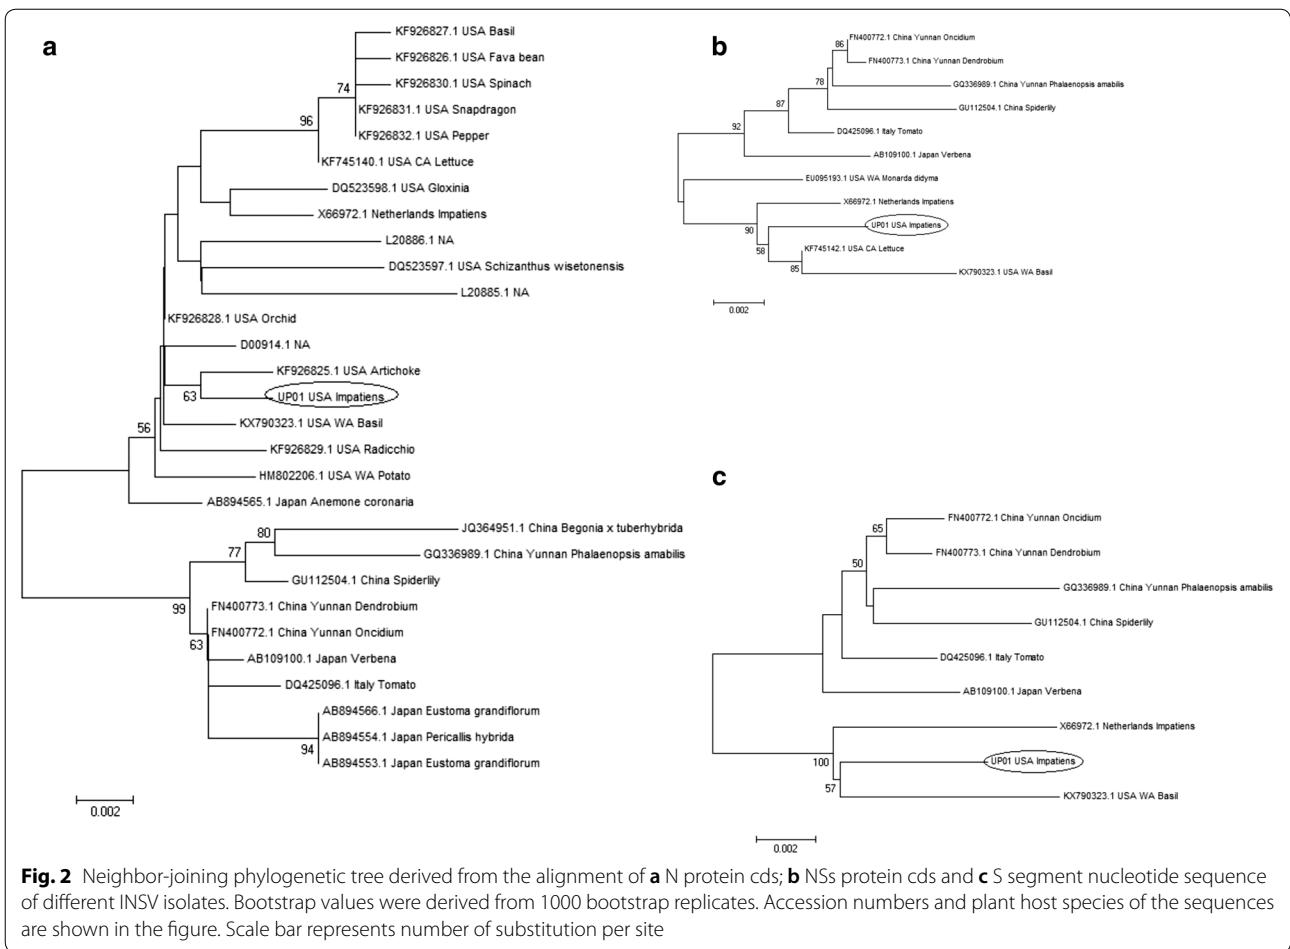 a
KF926827.1 USA Basil
KF926826.1 USA Fava bean
KF926830.1 USA Spinach
74
KF926831.1 USA Snapdragon
KF926832.1 USA Pepper
96
KF745140.1 USA CA Lettuce
DQ523598.1 USA Gloxinia
X66972.1 Netherlands Impatiens
L20886.1 NA
DQ523597.1 USA Schizanthus wisetonensis
L20885.1 NA
KF926828.1 USA Orchid
D00914.1 NA
KF926825.1 USA Artichoke
63
UP01 USA Impatiens
KX790323.1 USA WA Basil
56
KF926829.1 USA Radicchio
HM802206.1 USA WA Potato
AB894565.1 Japan Anemone coronaria
80
JQ364951.1 China Begonia x tuberhybrida
77
GQ336989.1 China Yunnan Phalaenopsis amabilis
GU112504.1 China Spiderlily
99
FN400773.1 China Yunnan Dendrobium
FN400772.1 China Yunnan Oncidium
63
AB109100.1 Japan Verbena
DQ425096.1 Italy Tomato
AB894566.1 Japan Eustoma grandiflorum
AB894554.1 Japan Pericallis hybrida
94
AB894553.1 Japan Eustoma grandiflorum
0.002
b
86
FN400772.1 China Yunnan Oncidium
FN400773.1 China Yunnan Dendrobium
78
GQ336989.1 China Yunnan Phalaenopsis amabilis
87
GU112504.1 China Spiderlily
92
DQ425096.1 Italy Tomato
AB109100.1 Japan Verbena
EU095193.1 USA WA Monarda didyma
X66972.1 Netherlands Impatiens
90
UP01 USA Impatiens
58
KF745142.1 USA CA Lettuce
85
KX790323.1 USA WA Basil
0.002
c
65
FN400772.1 China Yunnan Oncidium
FN400773.1 China Yunnan Dendrobium
50
GQ336989.1 China Yunnan Phalaenopsis amabilis
GU112504.1 China Spiderlily
DQ425096.1 Italy Tomato
AB109100.1 Japan Verbena
X66972.1 Netherlands Impatiens
100
UP01 USA Impatiens
57
KX790323.1 USA WA Basil
0.002
Fig. 2 Neighbor-joining phylogenetic tree derived from the alignment of a N protein cds; b NSs protein cds and c S segment nucleotide sequence
of different INSV isolates. Bootstrap values were derived from 1000 bootstrap replicates. Accession numbers and plant host species of the sequences
are shown in the figure. Scale bar represents number of substitution per site